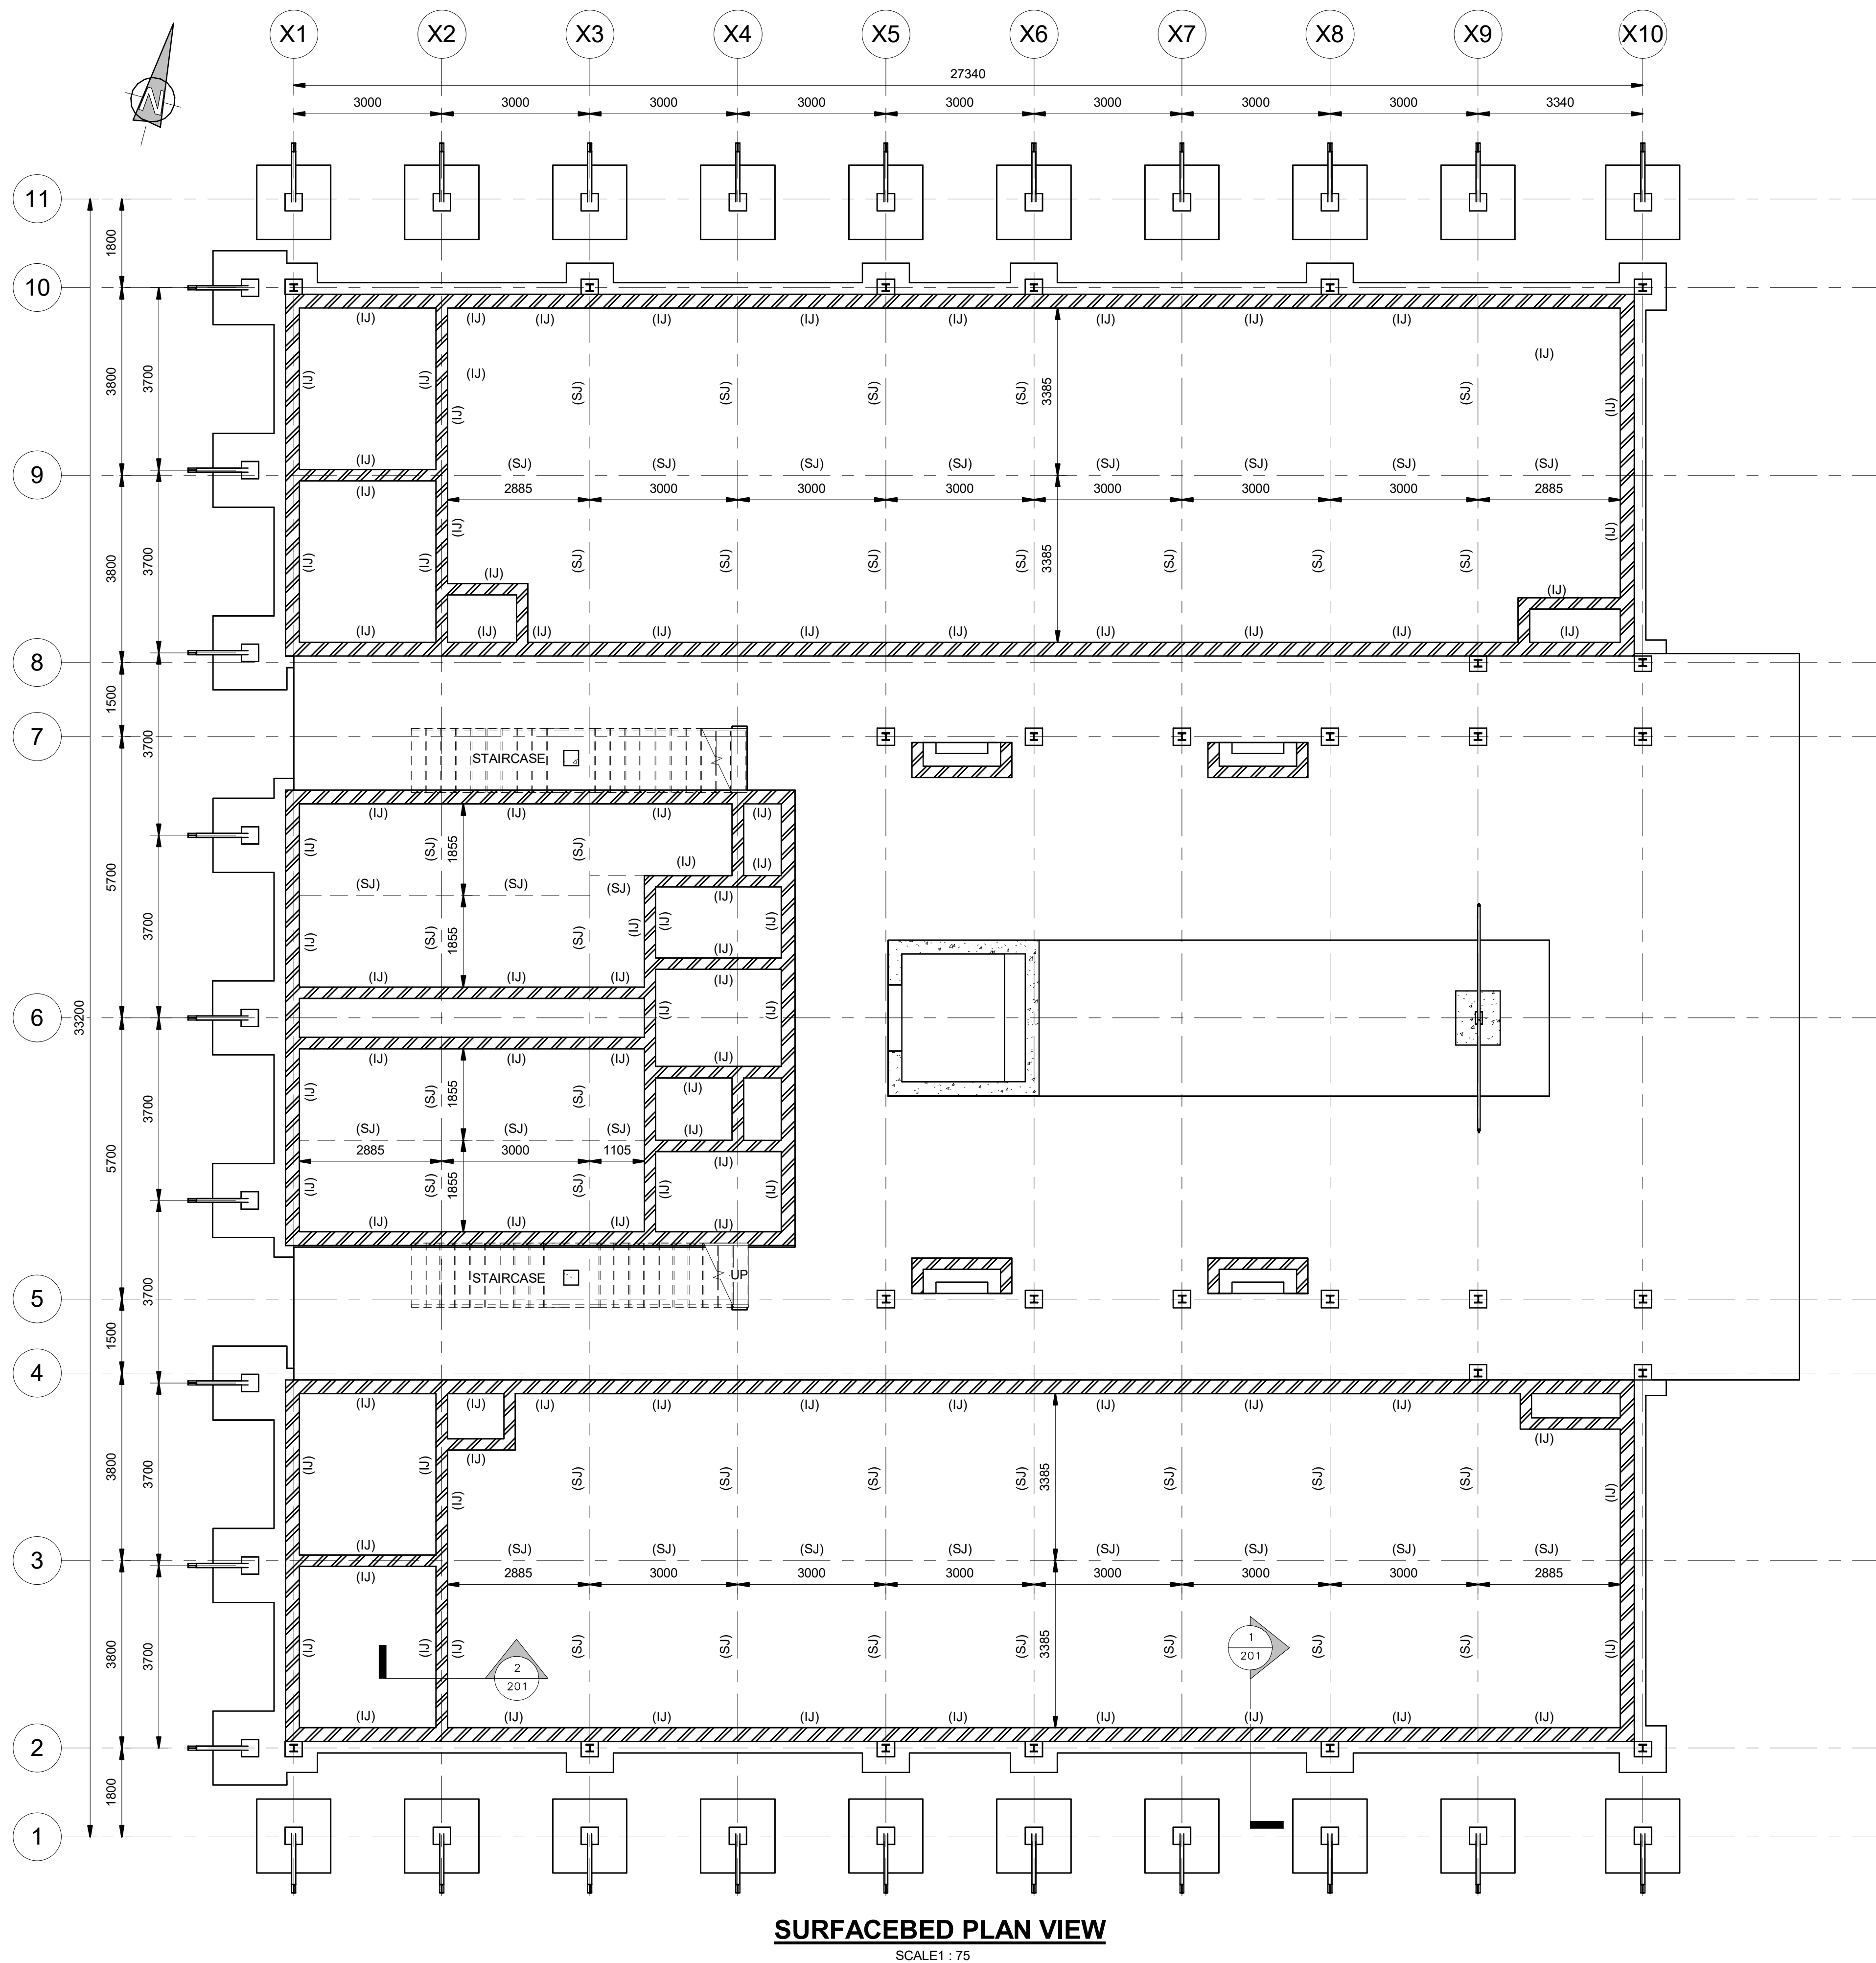 X1 X2 X3 X4 X5 X6 X7 X8 X9 X10
N
27340
3000 3000 3000 3000 3000 3000 3000 3000 3340
11
1800
10
(IJ) (IJ) (IJ) (IJ) (IJ) (IJ) (IJ) (IJ) (IJ)
(IJ)
3800 3700 (IJ) (IJ) (IJ)
(IJ) (SJ) (SJ) (SJ) (SJ) 3385 (SJ) (IJ)
9
(IJ) (SJ) (SJ) (SJ) (SJ) (SJ) (SJ) (SJ) (SJ)
(IJ) 2885 3000 3000 3000 3000 3000 3000 2885
(IJ) (IJ)
3800 3700 (IJ) (IJ) (SJ) (SJ) (SJ) (SJ) 3385 (SJ) (SJ) (SJ)
(IJ) (IJ)
(IJ) (IJ) (IJ) (IJ) (IJ) (IJ) (IJ) (IJ) (IJ) (IJ)
8
1500
7
3700
STAIRCASE
(IJ) (IJ) (IJ) (IJ)
(IJ) (SJ) 1855 (SJ)
(IJ) (IJ)
(SJ) (SJ) (SJ)
(IJ)
5700 3700 (IJ) (SJ) 1855 (SJ) (IJ) (IJ) (IJ)
(IJ)
(IJ) (IJ) (IJ) (IJ)
(IJ) (IJ)
6
33200
(IJ) (IJ) (IJ) (IJ)
3700 (IJ) (SJ) 1855 (SJ) (IJ)
(SJ) (SJ) (SJ) (IJ)
5700 2885 3000 1105 (IJ)
(IJ) (SJ) 1855 (SJ) (IJ) (IJ)
(IJ) (IJ) (IJ) (IJ)
3700
STAIRCASE UP
5
1500
4
(IJ) (IJ) (IJ) (IJ) (IJ) (IJ) (IJ) (IJ) (IJ)
(IJ) (IJ)
3800 3700 (IJ) (IJ) (IJ) (SJ) (SJ) (SJ) (SJ) 3385 (SJ) (SJ) (SJ) (IJ)
3
(IJ) (SJ) (SJ) (SJ) (SJ) (SJ) (SJ) (SJ) (SJ)
(IJ) 2885 3000 3000 3000 3000 3000 3000 2885
3800 3700 (IJ) (IJ) (IJ) (SJ) (SJ) (SJ) (SJ) 3385 (SJ) (SJ) (SJ) (IJ)
1
201
2
201
(IJ) (IJ) (IJ) (IJ) (IJ) (IJ) (IJ) (IJ) (IJ)
2
1800
1
SURFACEBED PLAN VIEW
SCALE1 : 75